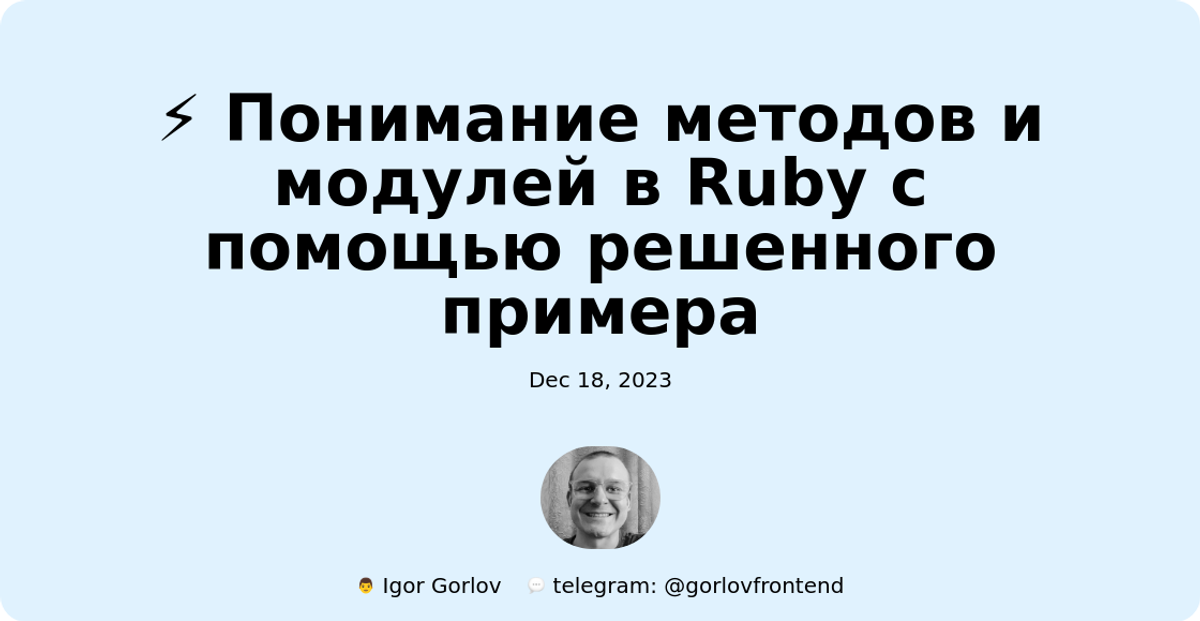 ⚡ Понимание методов и
модулей в Ruby с
помощью решенного
примера
Dec 18, 2023
👨 Igor Gorlov 💬 telegram: @gorlovfrontend